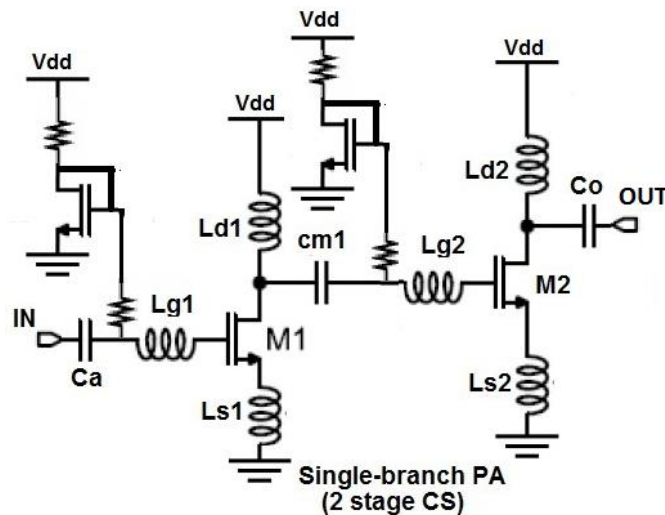 Vdd
Vdd
Vdd
Vdd
Ld1
Ld2
Co
OUT
cm1
Lg2
M2
Lg1
IN
Ca
M1
Ls1
Ls2
Single-branch PA
(2 stage CS)